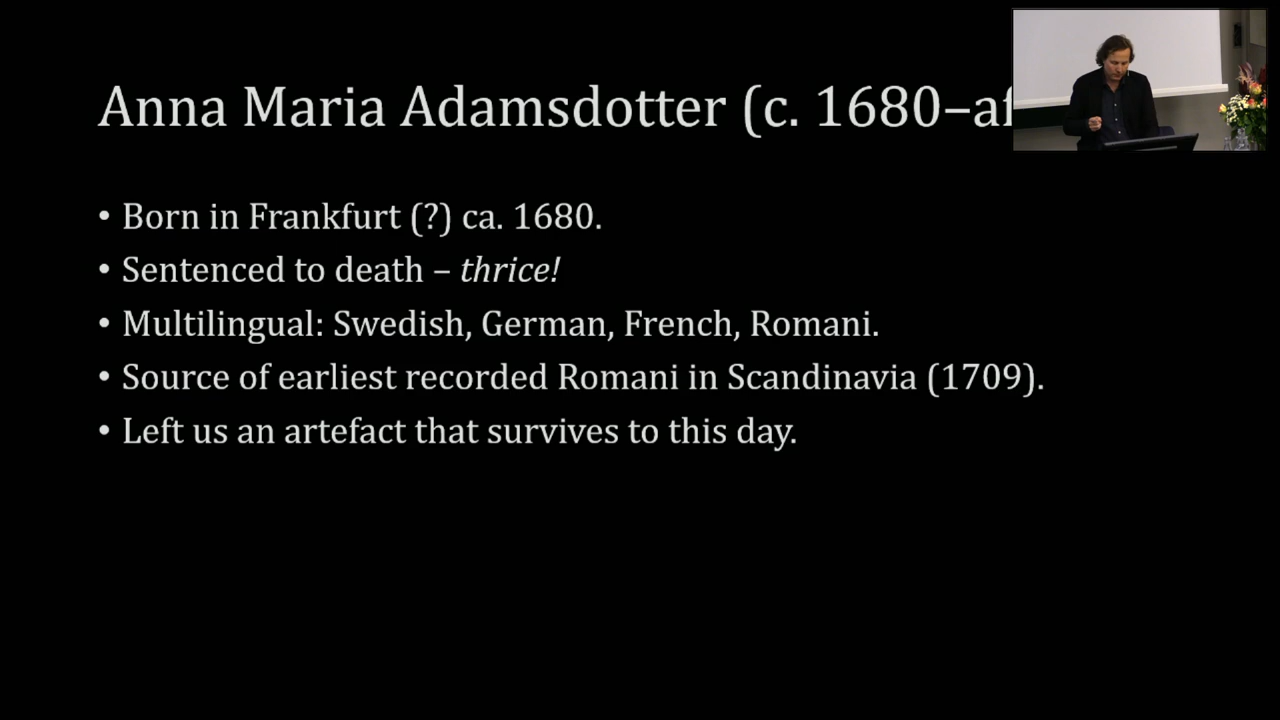 Anna Maria Adamsdotter (c. 1680–af
• Born in Frankfurt (?) ca. 1680.
• Sentenced to death – thrice!
• Multilingual: Swedish, German, French, Romani.
• Source of earliest recorded Romani in Scandinavia (1709).
• Left us an artefact that survives to this day.